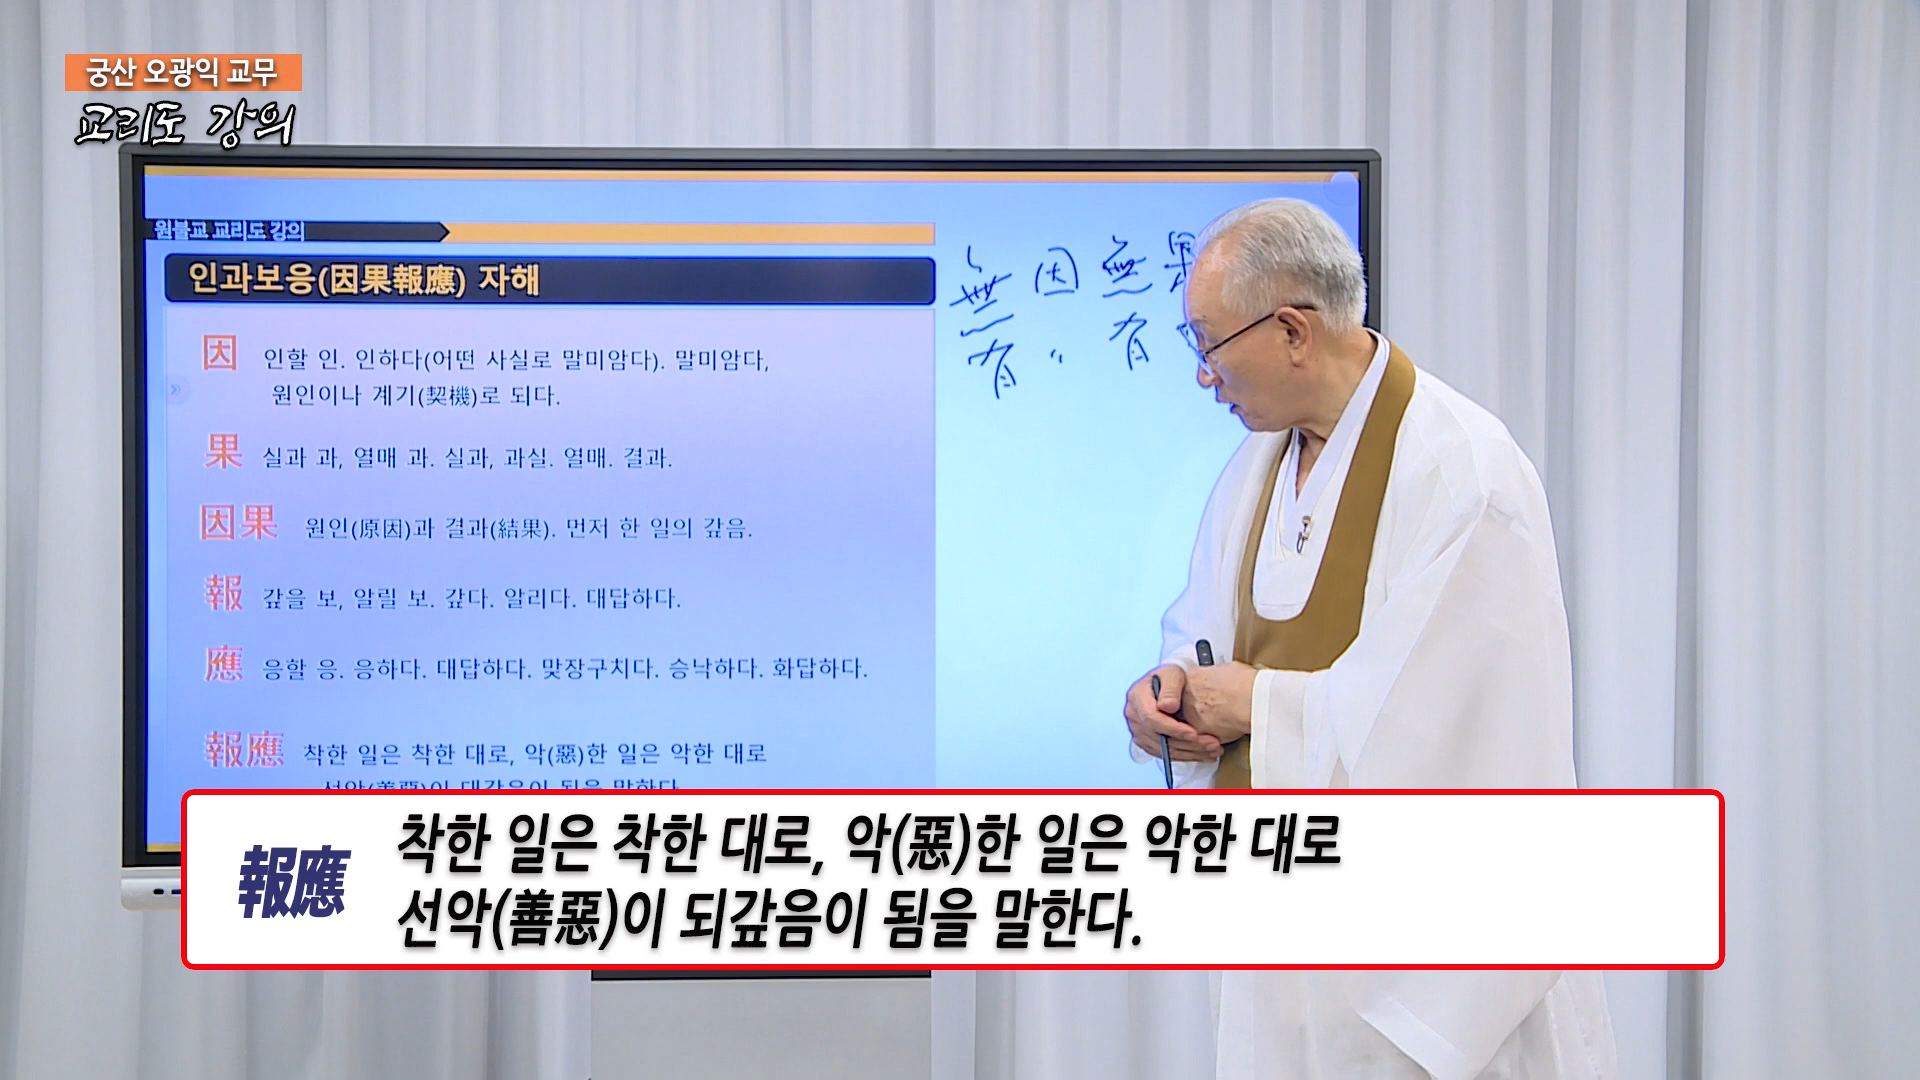 궁산 오광익 교무
교리도 강의
원불교 교리도 강의
인과보응(因果報應) 자해
因 인할 인. 인하다(어떤 사실로 말미암다). 말미암다,
원인이나 계기(契機)로 되다.
果 실과 과, 열매 과. 실과, 과실. 열매. 결과.
因果 원인(原因)과 결과(結果). 먼저 한 일의 갚음.
報 갚을 보, 알릴 보. 갚다. 알리다. 대답하다.
應 응할 응. 응하다. 대답하다. 맞장구치다. 승낙하다. 화답하다.
報應 착한 일은 착한 대로, 악(惡)한 일은 악한 대로
無 因 無 果
有 〃 有
報應
착한 일은 착한 대로, 악(惡)한 일은 악한 대로
선악(善惡)이 되갚음이 됨을 말한다.